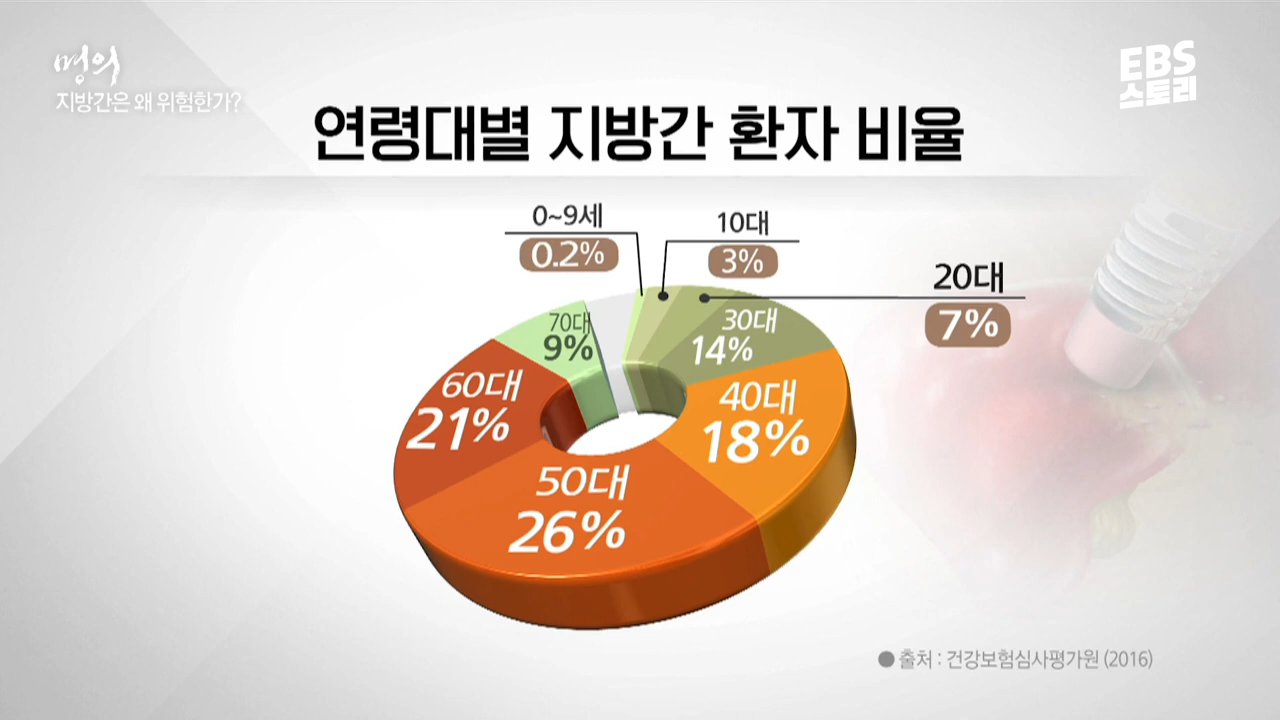 명의
지방간은 왜 위험한가?
EBS
스토리
연령대별 지방간 환자 비율
0~9세
0.2%
10대
3%
20대
7%
30대
14%
40대
18%
50대
26%
60대
21%
70대
9%
● 출처 : 건강보험심사평가원 (2016)